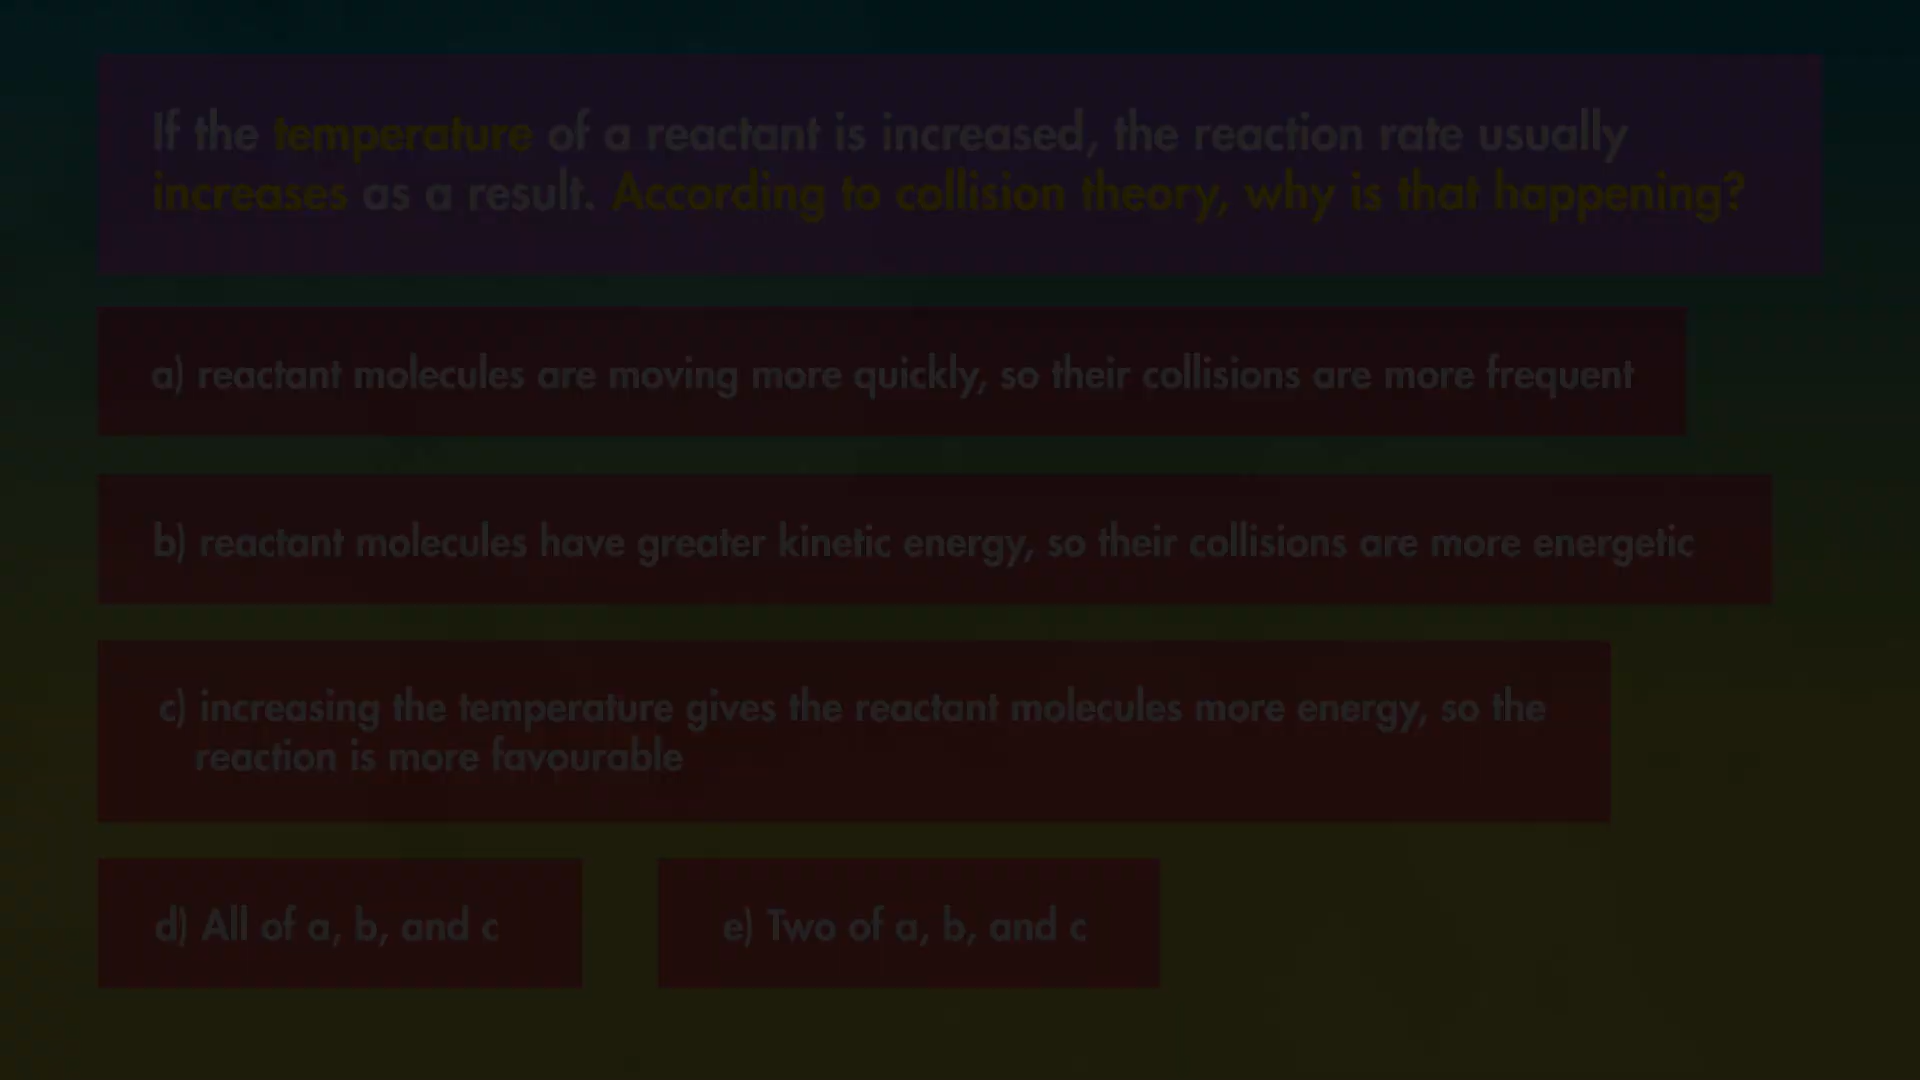 If the temperature of a reactant is increased, the reaction rate usually
increases as a result. According to collision theory, why is that happening?
a) reactant molecules are moving more quickly, so their collisions are more frequent
b) reactant molecules have greater kinetic energy, so their collisions are more energetic
c) increasing the temperature gives the reactant molecules more energy, so the
reaction is more favourable
d) All of a, b, and c
e) Two of a, b, and c